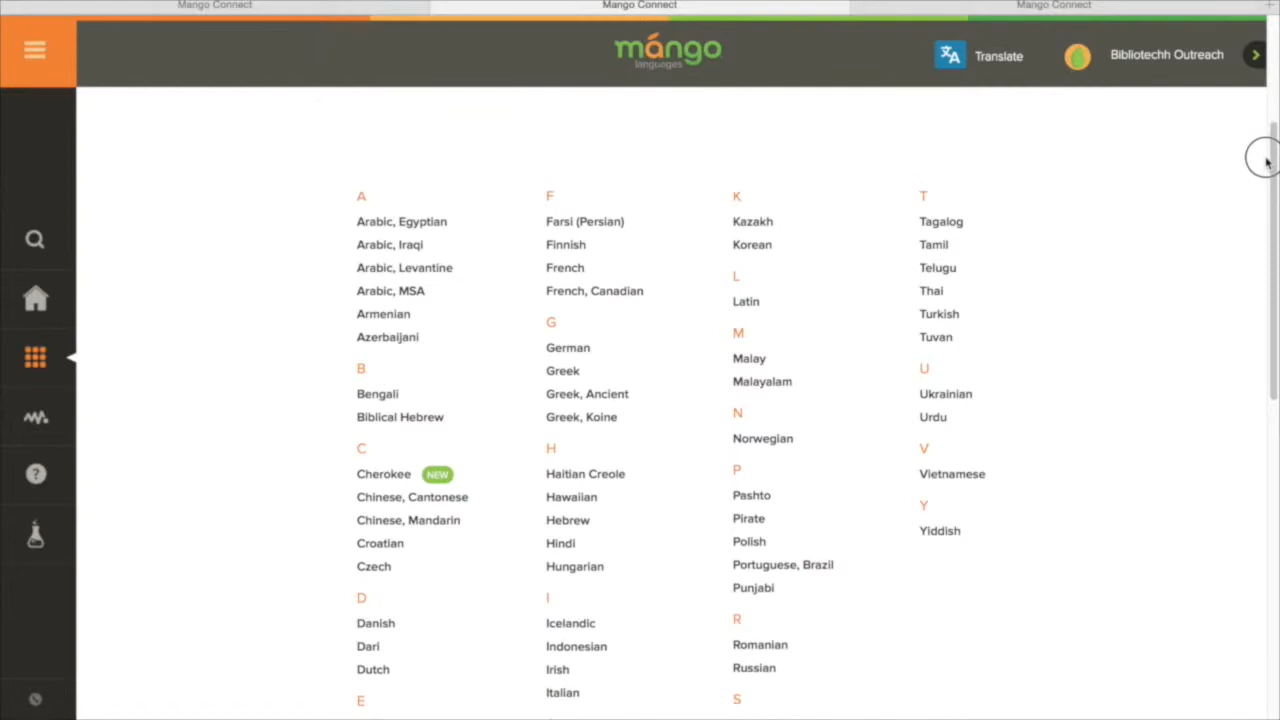 Mango Connect
Mango Connect
Mango Connect
mángo
languages
Translate
Bibliotechh Outreach
A
Arabic, Egyptian
Arabic, Iraqi
Arabic, Levantine
Arabic, MSA
Armenian
Azerbaijani
B
Bengali
Biblical Hebrew
C
Cherokee NEW
Chinese, Cantonese
Chinese, Mandarin
Croatian
Czech
D
Danish
Dari
Dutch
E
F
Farsi (Persian)
Finnish
French
French, Canadian
G
German
Greek
Greek, Ancient
Greek, Koine
H
Haitian Creole
Hawaiian
Hebrew
Hindi
Hungarian
I
Icelandic
Indonesian
Irish
Italian
K
Kazakh
Korean
L
Latin
M
Malay
Malayalam
N
Norwegian
P
Pashto
Pirate
Polish
Portuguese, Brazil
Punjabi
R
Romanian
Russian
S
T
Tagalog
Tamil
Telugu
Thai
Turkish
Tuvan
U
Ukrainian
Urdu
V
Vietnamese
Y
Yiddish